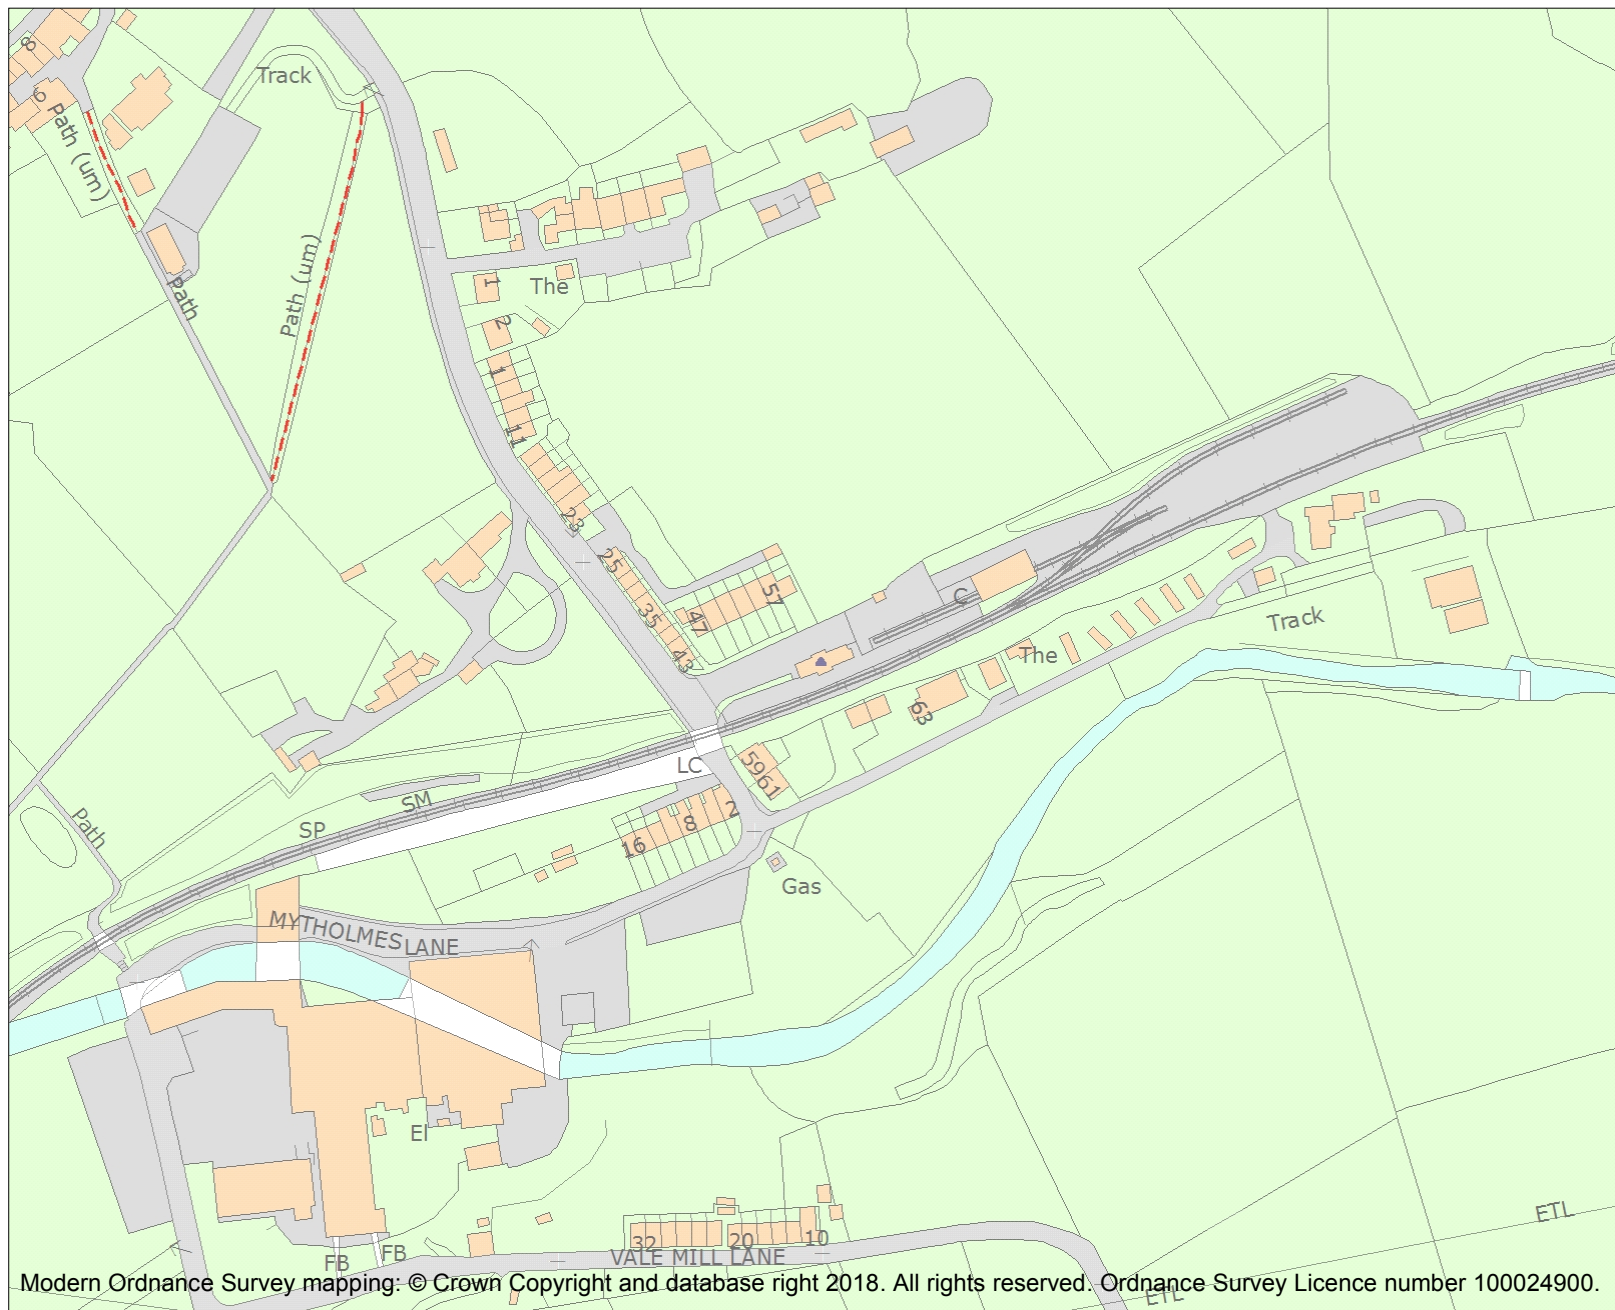 8
6
Path (um)
Track
Path
Path (um)
The
1
2
1
11
23
25
35
43
47
57
C
The
63
Track
LC
5961
2
8
16
SM
SP
Path
Gas
MYTHOLMES LANE
El
FB
FB
32
20
10
VALE MILL LANE
ETL
ETL
Modern Ordnance Survey mapping: © Crown Copyright and database right 2018. All rights reserved. Ordnance Survey Licence number 100024900.